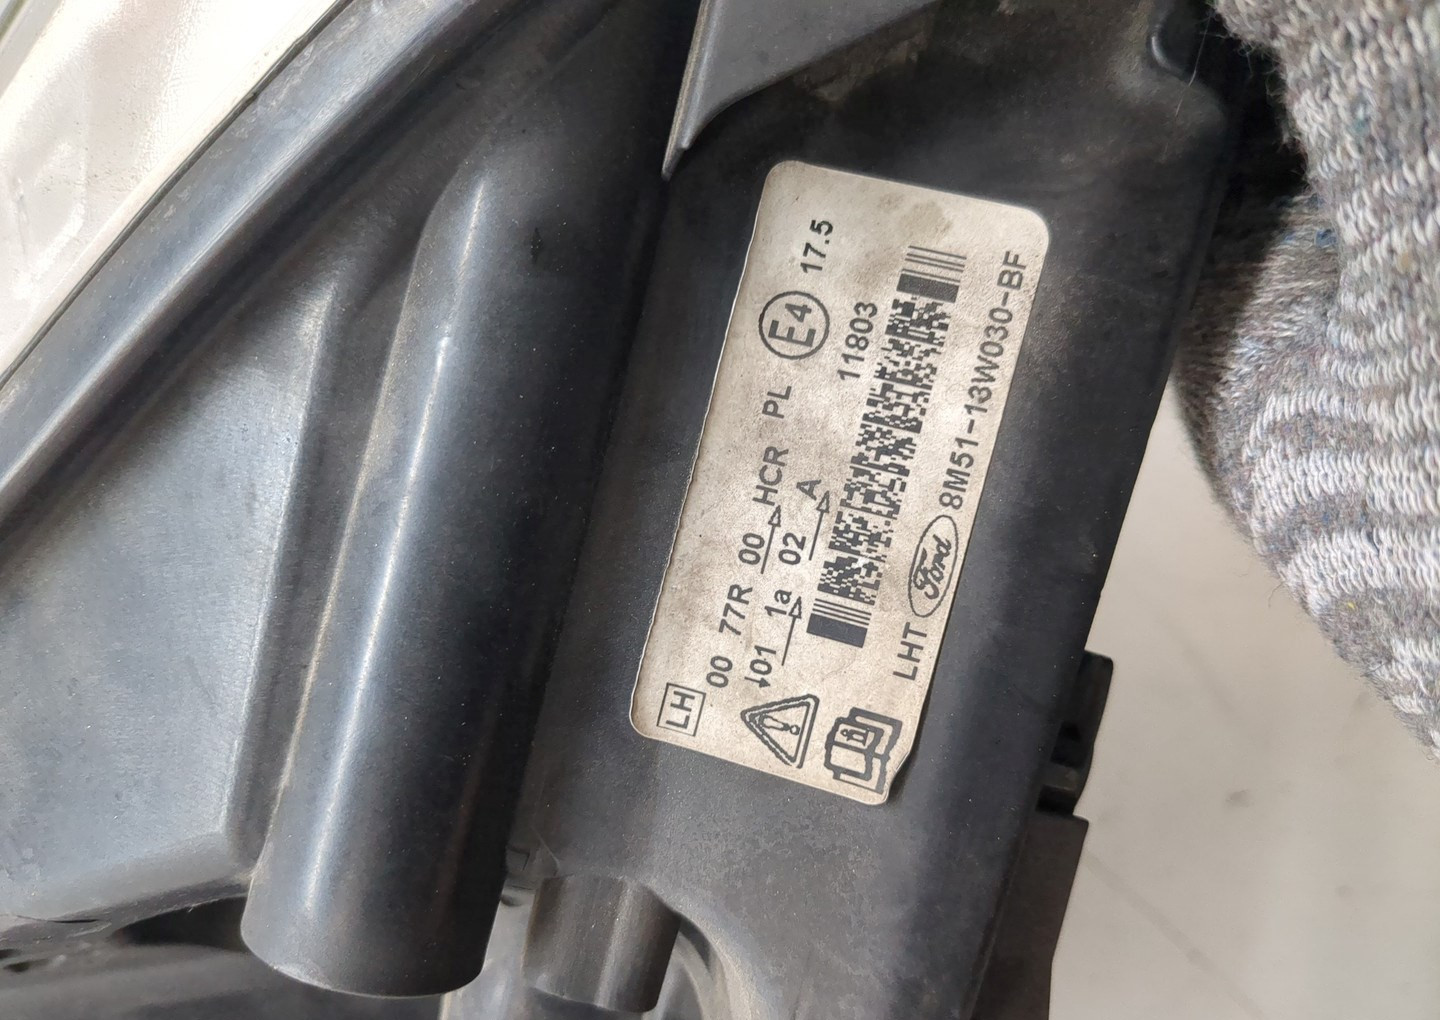 LH
00 77R 00 HCR PL E4 17.5
↓01 1a 02 A
11803
LHT Ford 8M51-13W030-BF